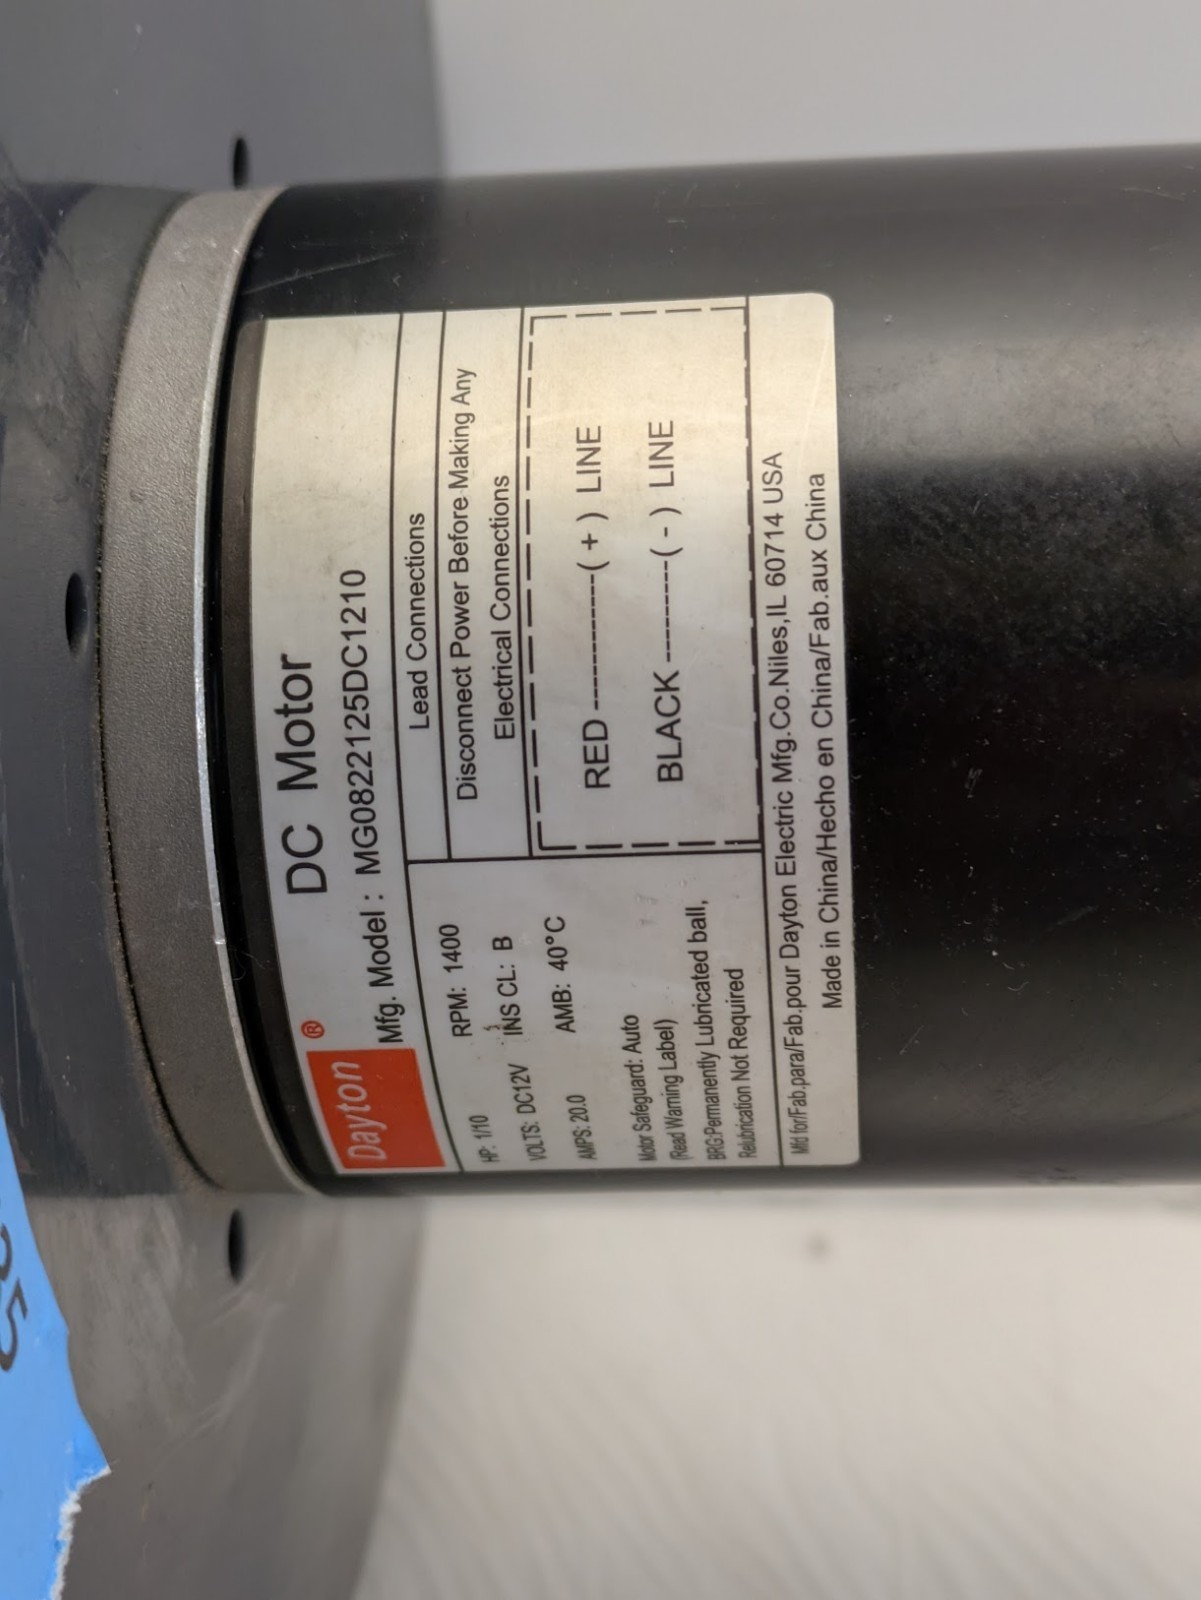 Dayton ® DC Motor
Mfg. Model : MG0822125DC1210
HP: 1/10 RPM: 1400
VOLTS: DC12V INS CL: B
AMPS: 20.0 AMB: 40°C
Motor Safeguard: Auto
(Read Warning Label)
BRG:Permanently Lubricated ball,
Relubrication Not Required
Lead Connections
Disconnect Power Before Making Any
Electrical Connections
RED -------------( + ) LINE
BLACK -----------( - ) LINE
Mfd for/Fab.para/Fab.pour Dayton Electric Mfg.Co.Niles,IL 60714 USA
Made in China/Hecho en China/Fab.aux China